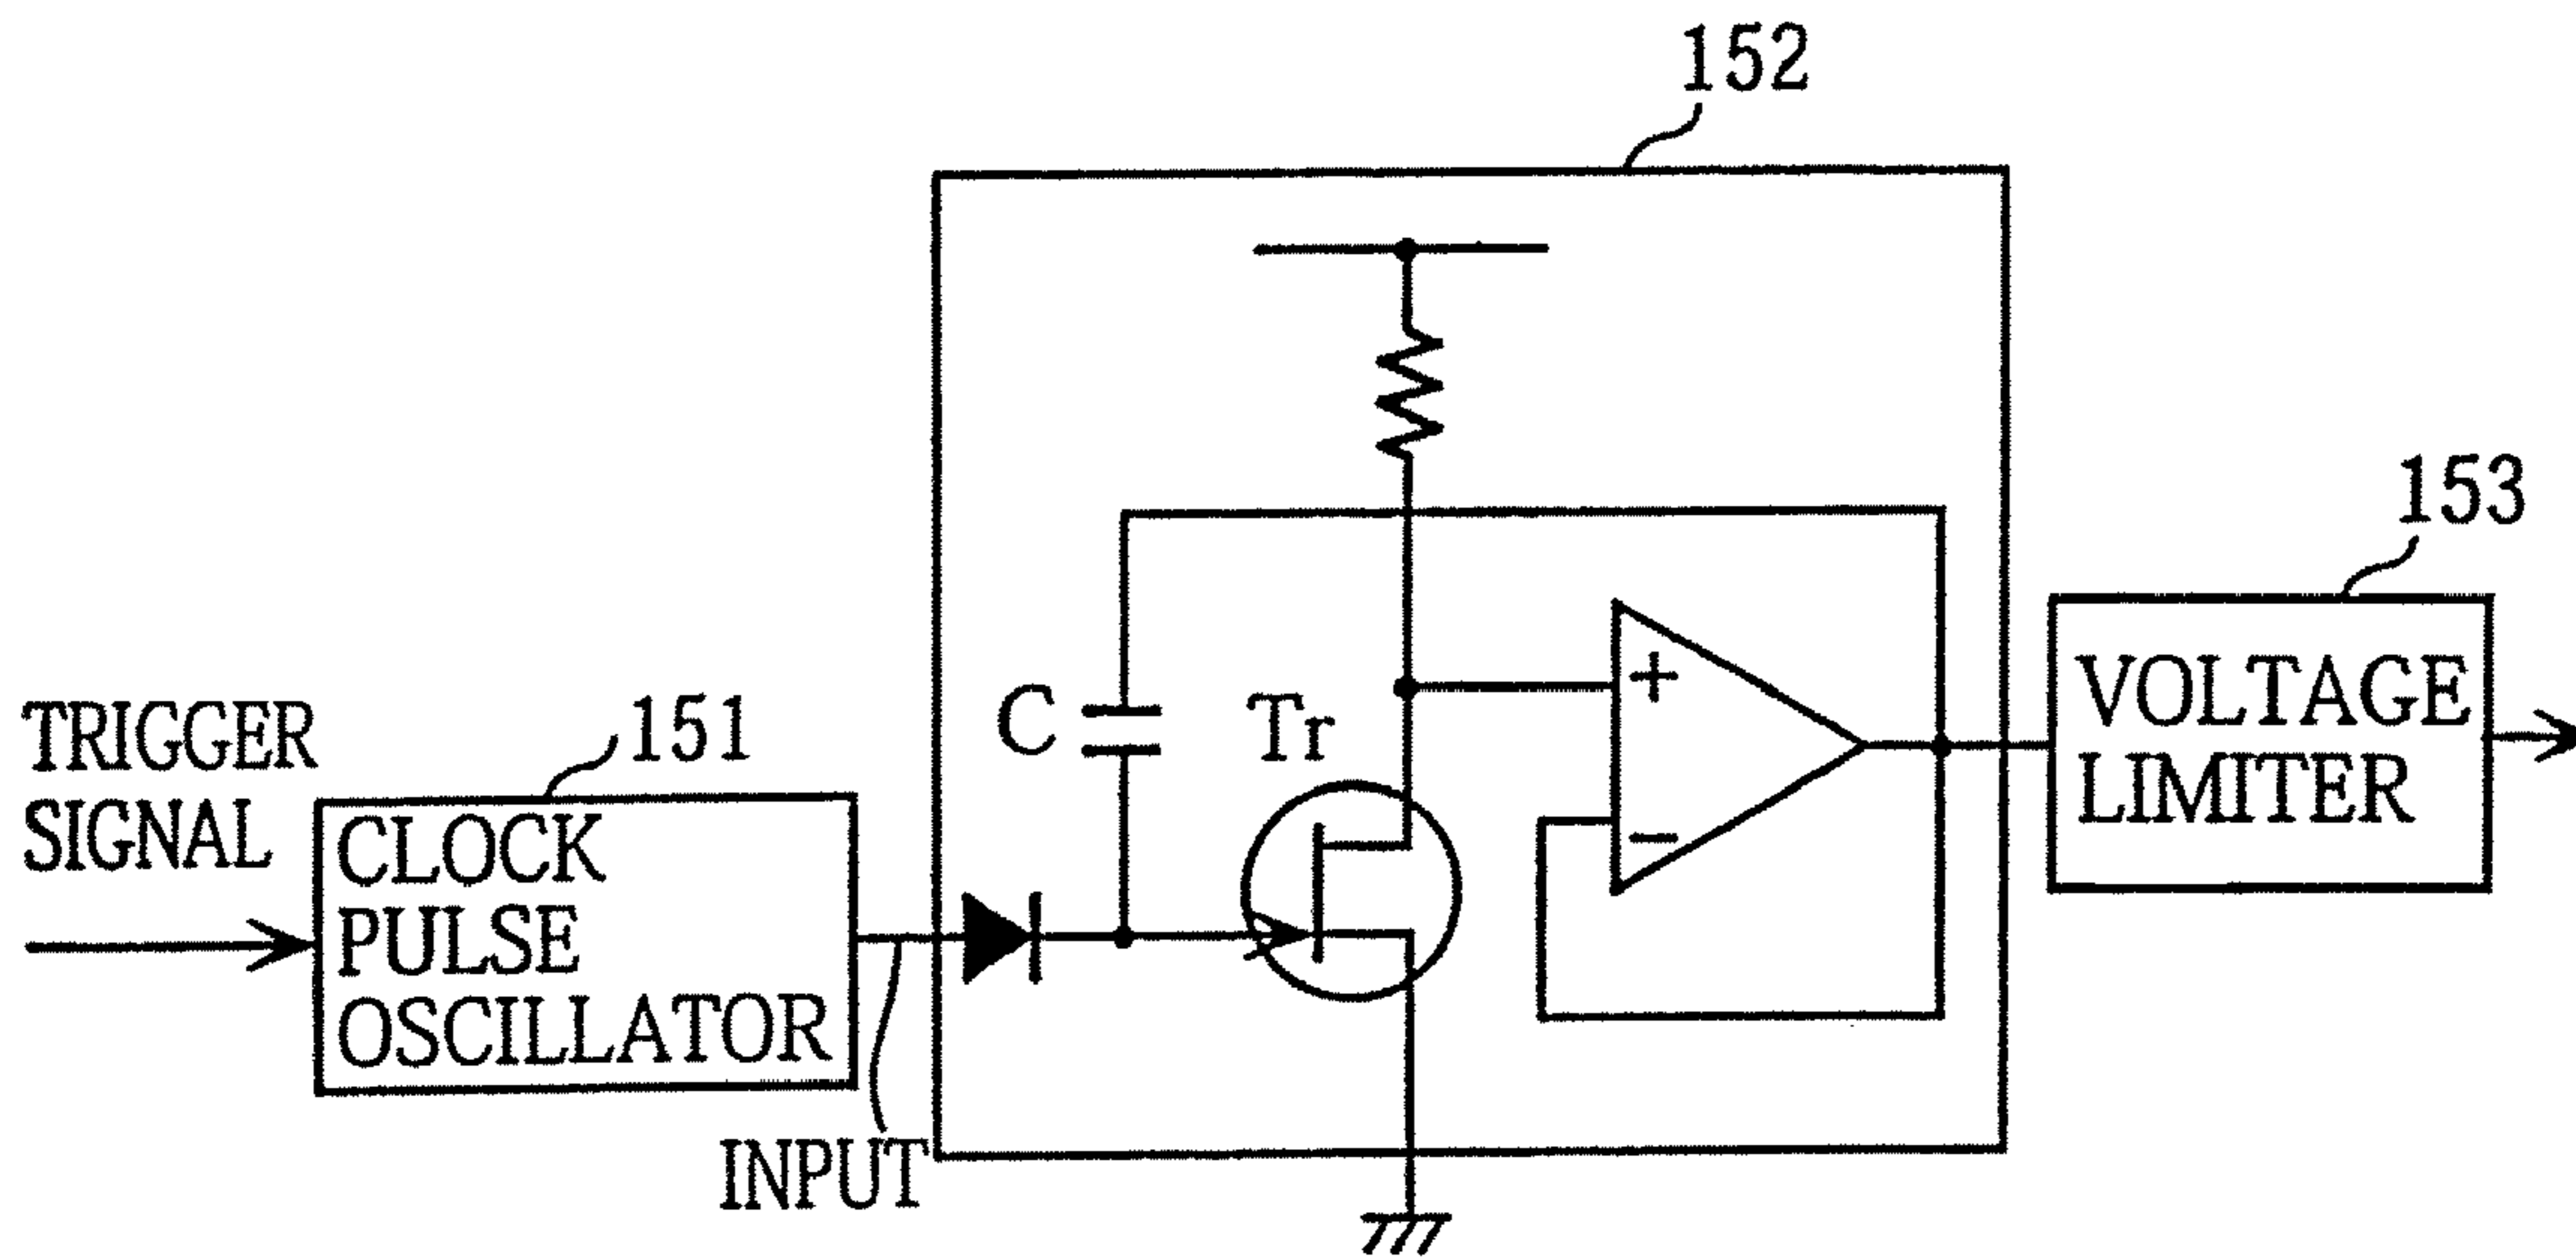 152
153
TRIGGER
SIGNAL
151
CLOCK
PULSE
OSCILLATOR
INPUT
C
Tr
+
−
VOLTAGE
LIMITER